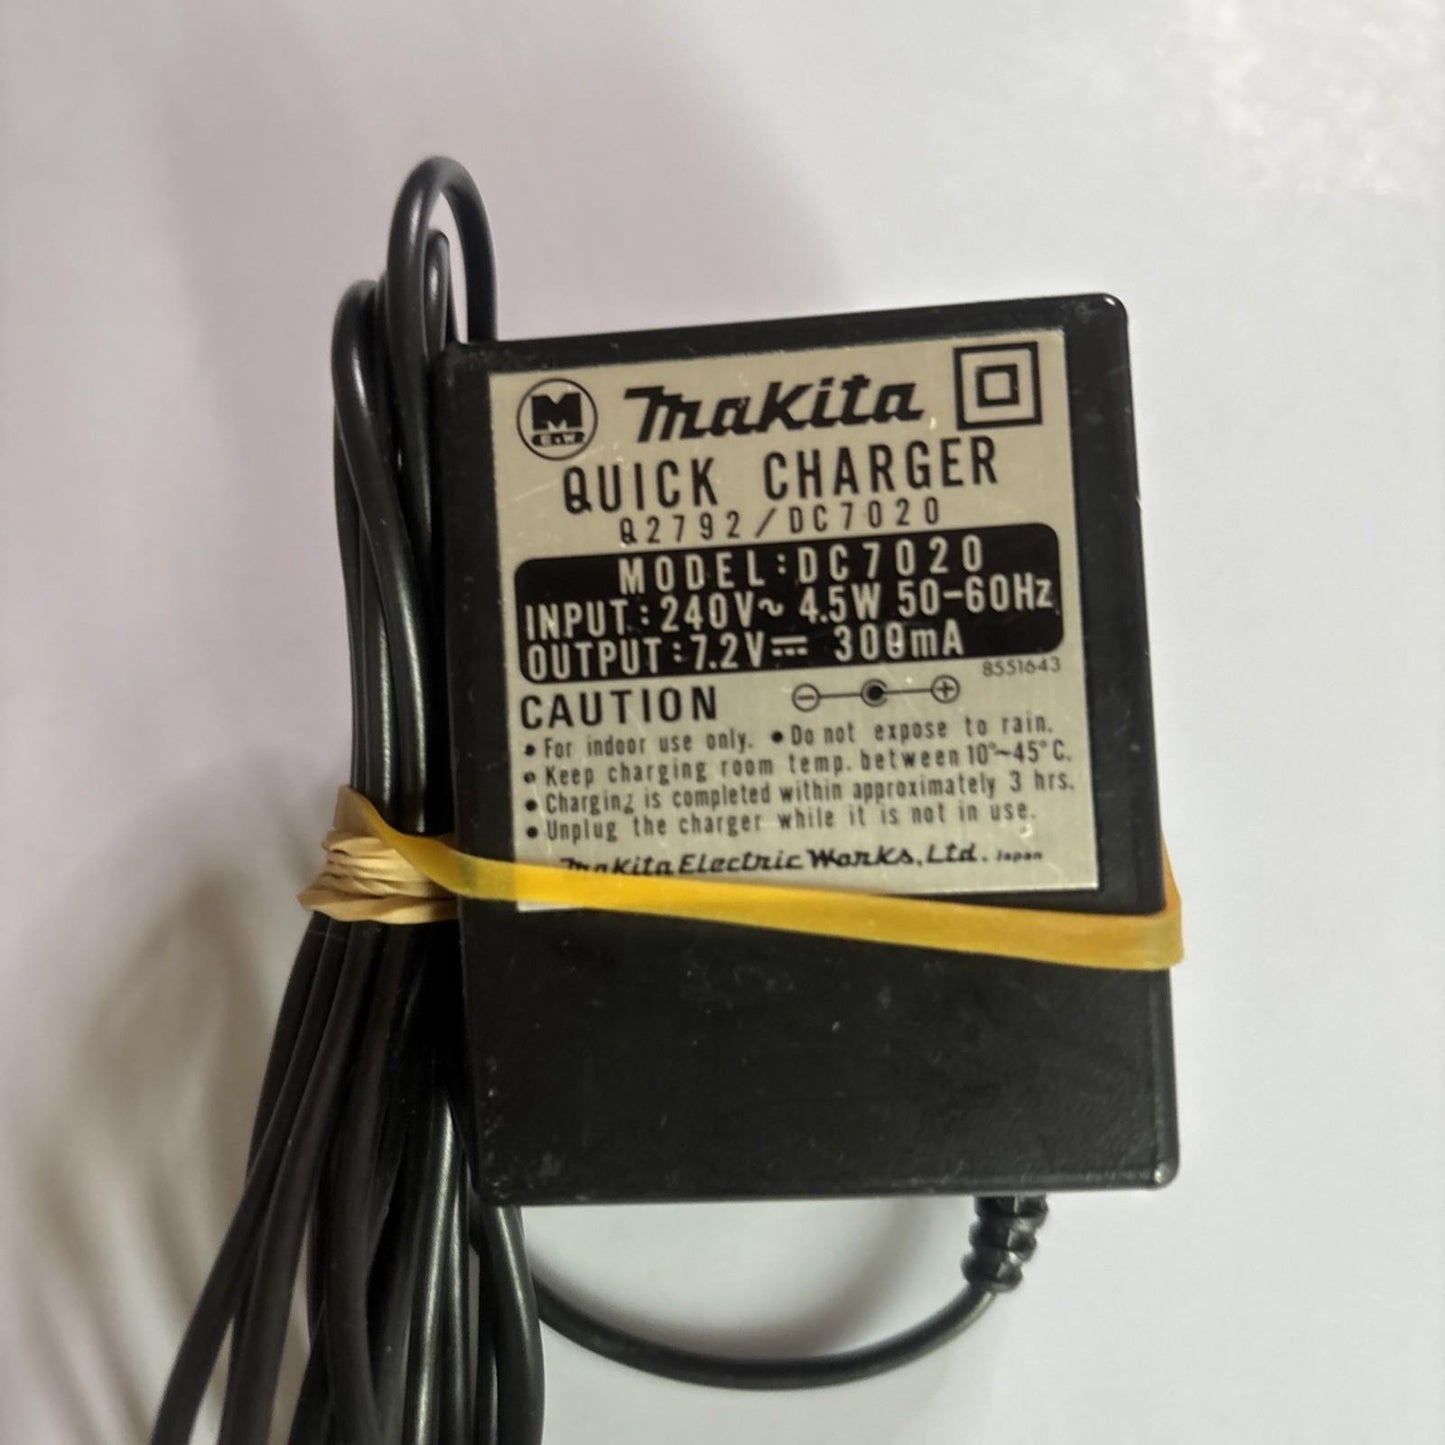 M
E.W
Makita
QUICK CHARGER
Q2792/DC7020
MODEL:DC7020
INPUT:240V~ 4.5W 50-60Hz
OUTPUT:7.2V⎓ 300mA
8551643
CAUTION
• For indoor use only. • Do not expose to rain.
• Keep charging room temp. between 10°~45°C.
• Charging is completed within approximately 3 hrs.
• Unplug the charger while it is not in use.
Makita Electric Works, Ltd. Japan